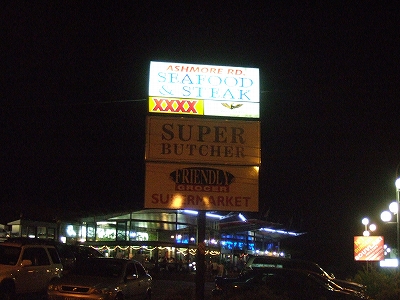 ASHMORE RD.
SEAFOOD
& STEAK
XXXX
SUPER
BUTCHER
FRIENDLY
GROCER
SUPERMARKET